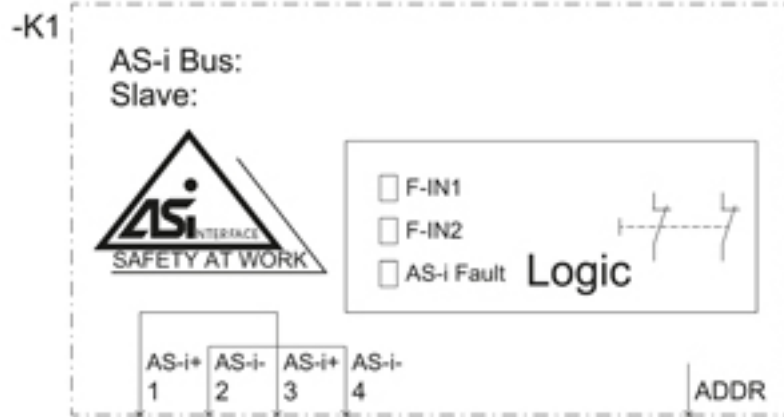 -K1
AS-i Bus:
Slave:
ASi INTERFACE
SAFETY AT WORK
F-IN1
F-IN2
AS-i Fault
Logic
AS-i+ AS-i- AS-i+ AS-i-
1 2 3 4
ADDR